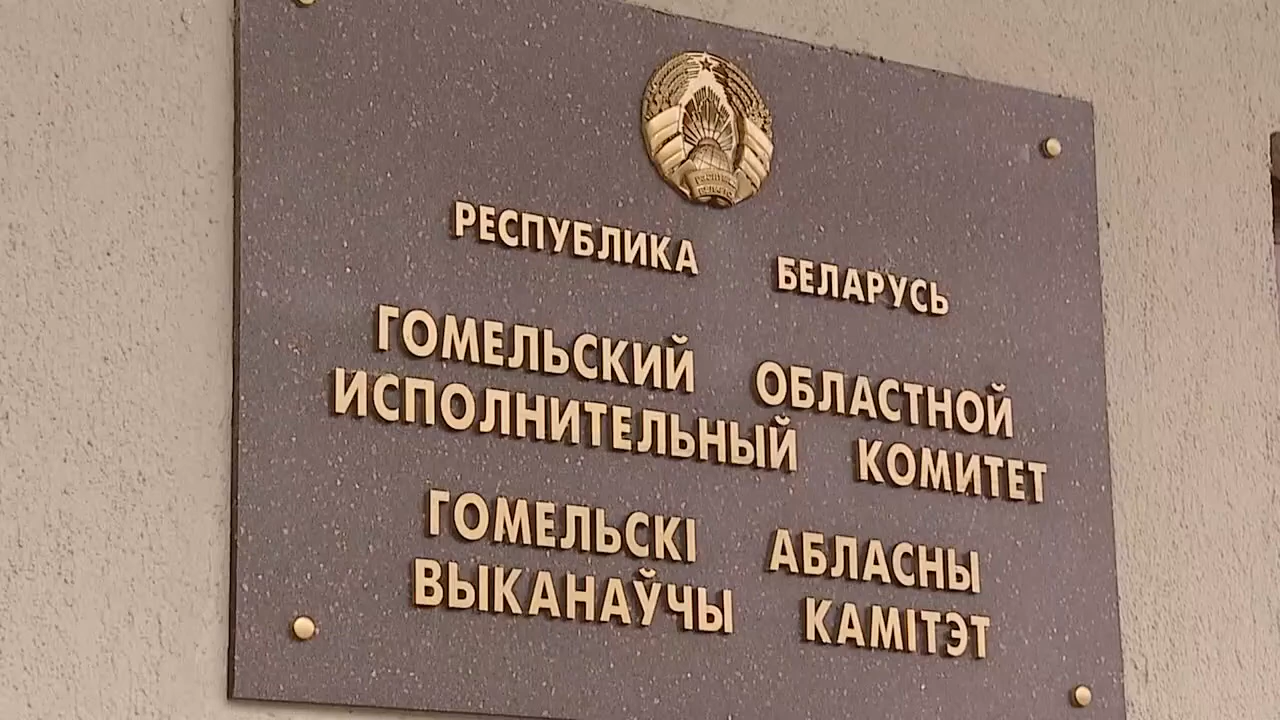 РЕСПУБЛИКА БЕЛАРУСЬ
ГОМЕЛЬСКИЙ ОБЛАСТНОЙ
ИСПОЛНИТЕЛЬНЫЙ КОМИТЕТ
ГОМЕЛЬСКІ АБЛАСНЫ
ВЫКАНАЎЧЫ КАМІТЭТ